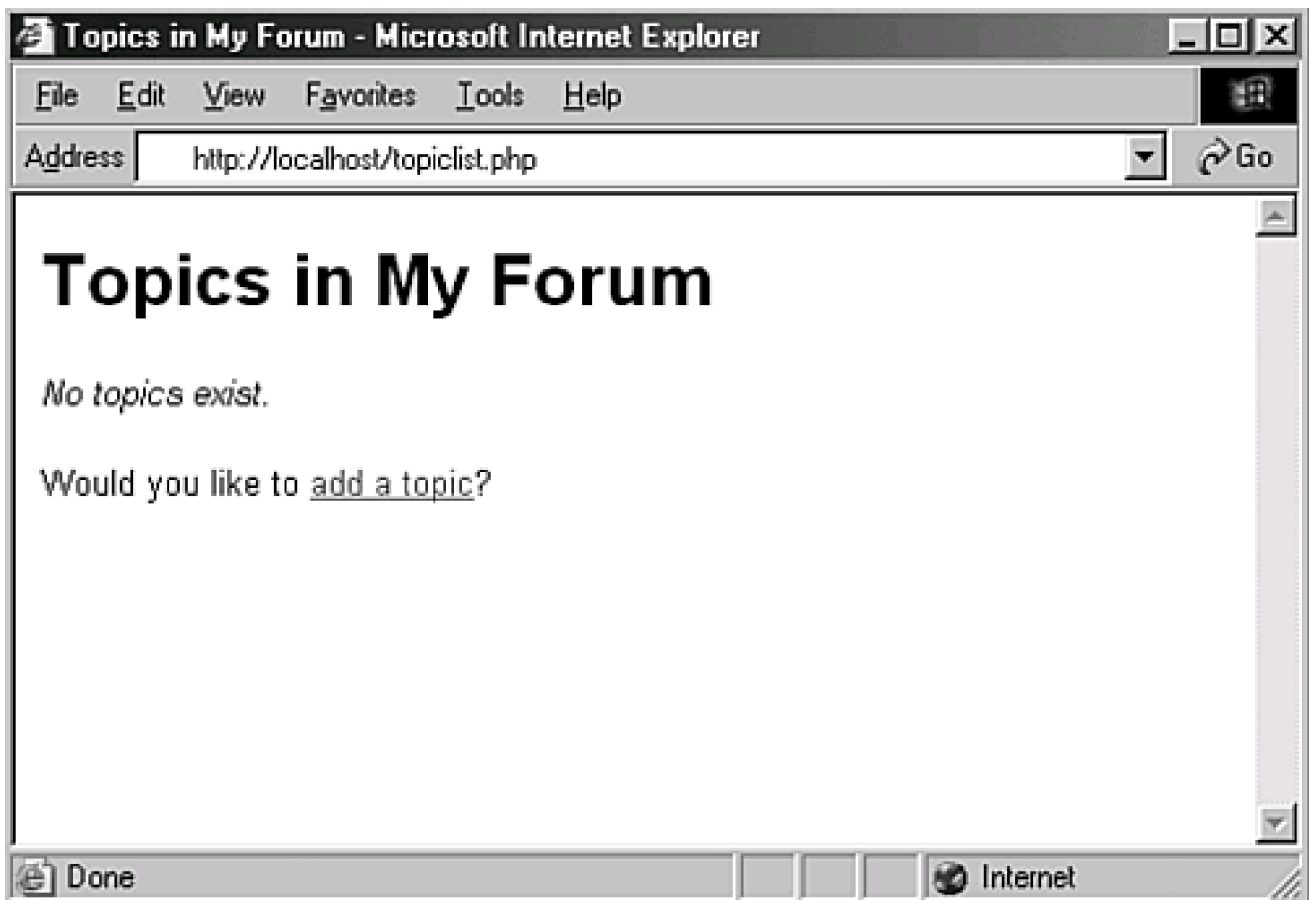 Topics in My Forum - Microsoft Internet Explorer
File Edit View Favorites Tools Help
Address http://localhost/topiclist.php Go
Topics in My Forum
No topics exist.
Would you like to add a topic?
Done Internet